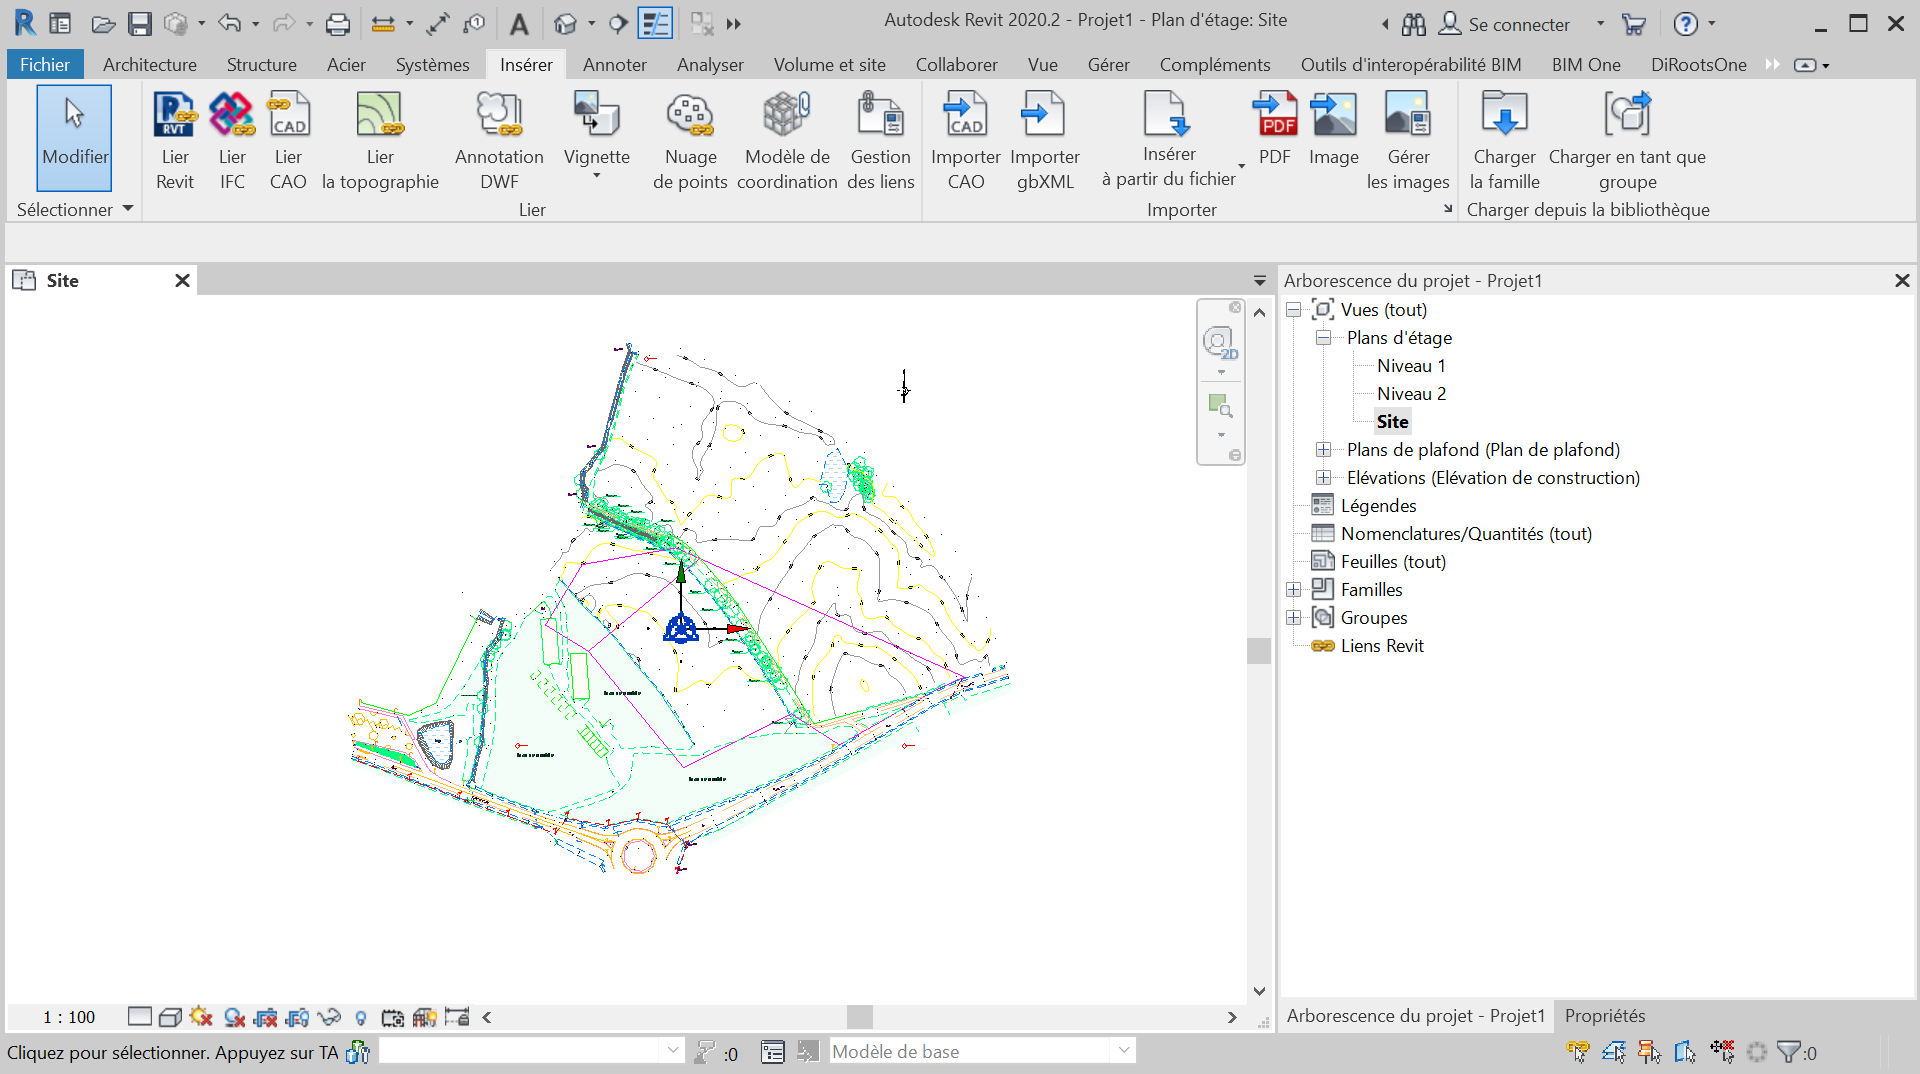 Autodesk Revit 2020.2 - Projet1 - Plan d'étage: Site
Se connecter
Fichier Architecture Structure Acier Systèmes Insérer Annoter Analyser Volume et site Collaborer Vue Gérer Compléments Outils d'interopérabilité BIM BIM One DiRootsOne
Modifier
Lier Revit
Lier IFC
Lier CAO
Lier la topographie
Annotation DWF
Vignette
Nuage de points
Modèle de coordination
Gestion des liens
Importer CAO
Importer gbXML
Insérer à partir du fichier
PDF
Image
Gérer les images
Charger la famille
Charger en tant que groupe
RVT
CAD
CAD
PDF
Sélectionner
Lier
Importer
Charger depuis la bibliothèque
Site
2D
Arborescence du projet - Projet1
Vues (tout)
Plans d'étage
Niveau 1
Niveau 2
Site
Plans de plafond (Plan de plafond)
Elévations (Elévation de construction)
Légendes
Nomenclatures/Quantités (tout)
Feuilles (tout)
Familles
Groupes
Liens Revit
1 : 100
Arborescence du projet - Projet1
Propriétés
Cliquez pour sélectionner. Appuyez sur TA
:0
Modèle de base
:0